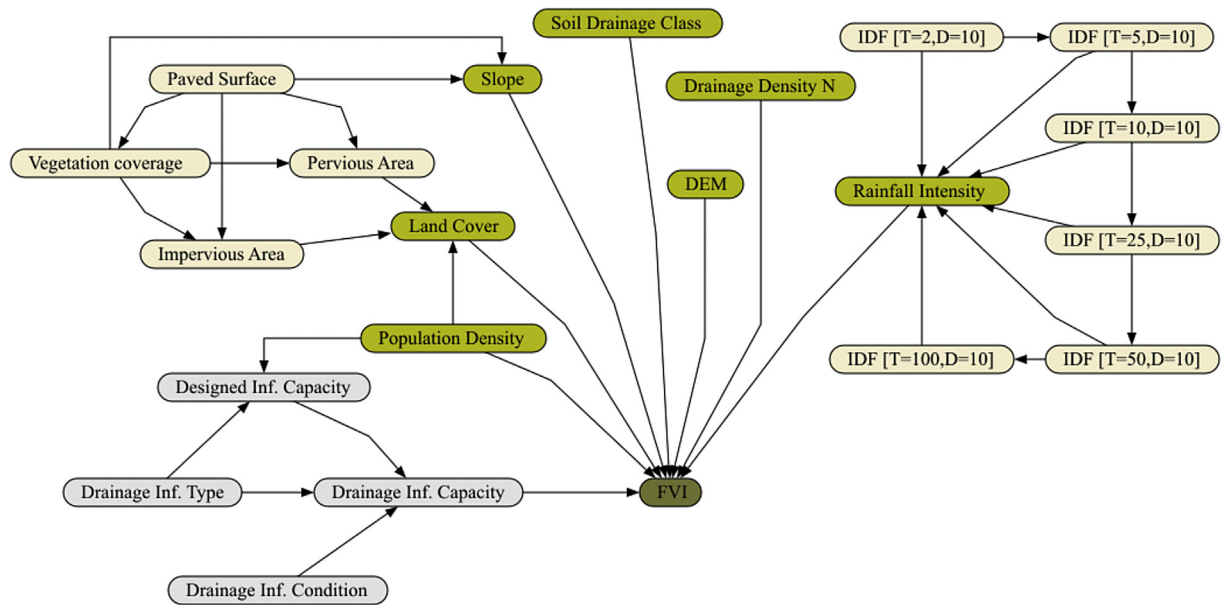 Soil Drainage Class
IDF [T=2,D=10]
IDF [T=5,D=10]
Paved Surface
Slope
Drainage Density N
IDF [T=10,D=10]
Vegetation coverage
Pervious Area
DEM
Rainfall Intensity
Land Cover
IDF [T=25,D=10]
Impervious Area
Population Density
IDF [T=100,D=10]
IDF [T=50,D=10]
Designed Inf. Capacity
Drainage Inf. Type
Drainage Inf. Capacity
FVI
Drainage Inf. Condition